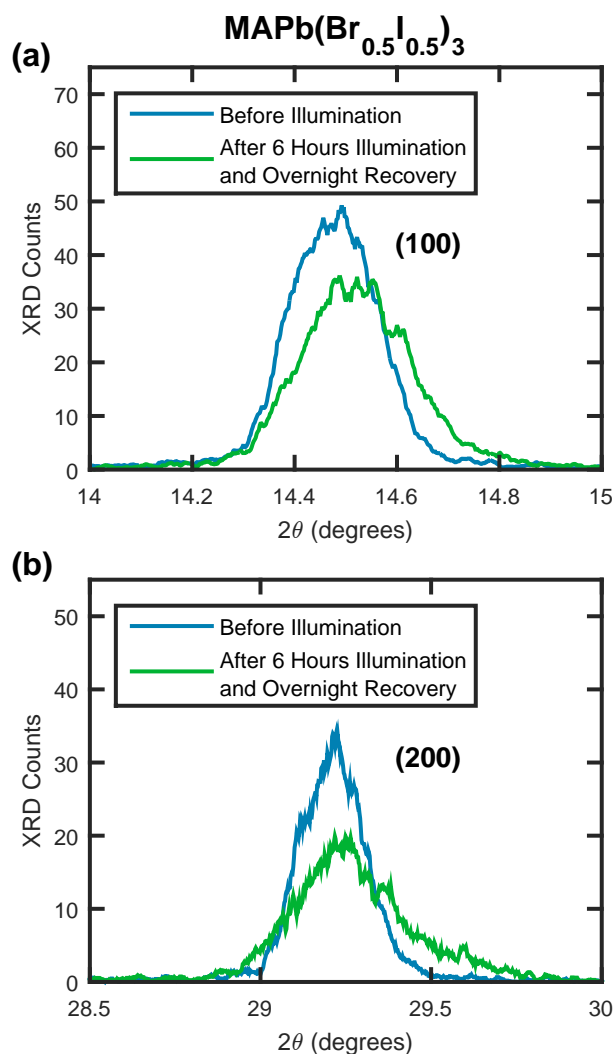 MAPb(Br0.5I0.5)3
(a)
70
60
50
40
30
20
10
0
XRD Counts
Before Illumination
After 6 Hours Illumination
and Overnight Recovery
(100)
14 14.2 14.4 14.6 14.8 15
2θ (degrees)
(b)
50
40
30
20
10
0
XRD Counts
Before Illumination
After 6 Hours Illumination
and Overnight Recovery
(200)
28.5 29 29.5 30
2θ (degrees)